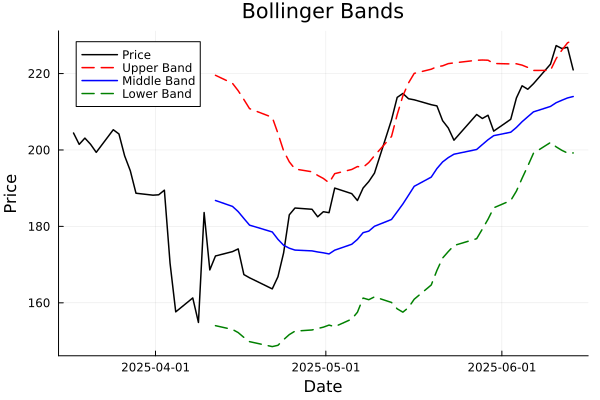 Bollinger Bands
Price
Upper Band
Middle Band
Lower Band
220
200
180
160
Price
2025-04-01
2025-05-01
2025-06-01
Date